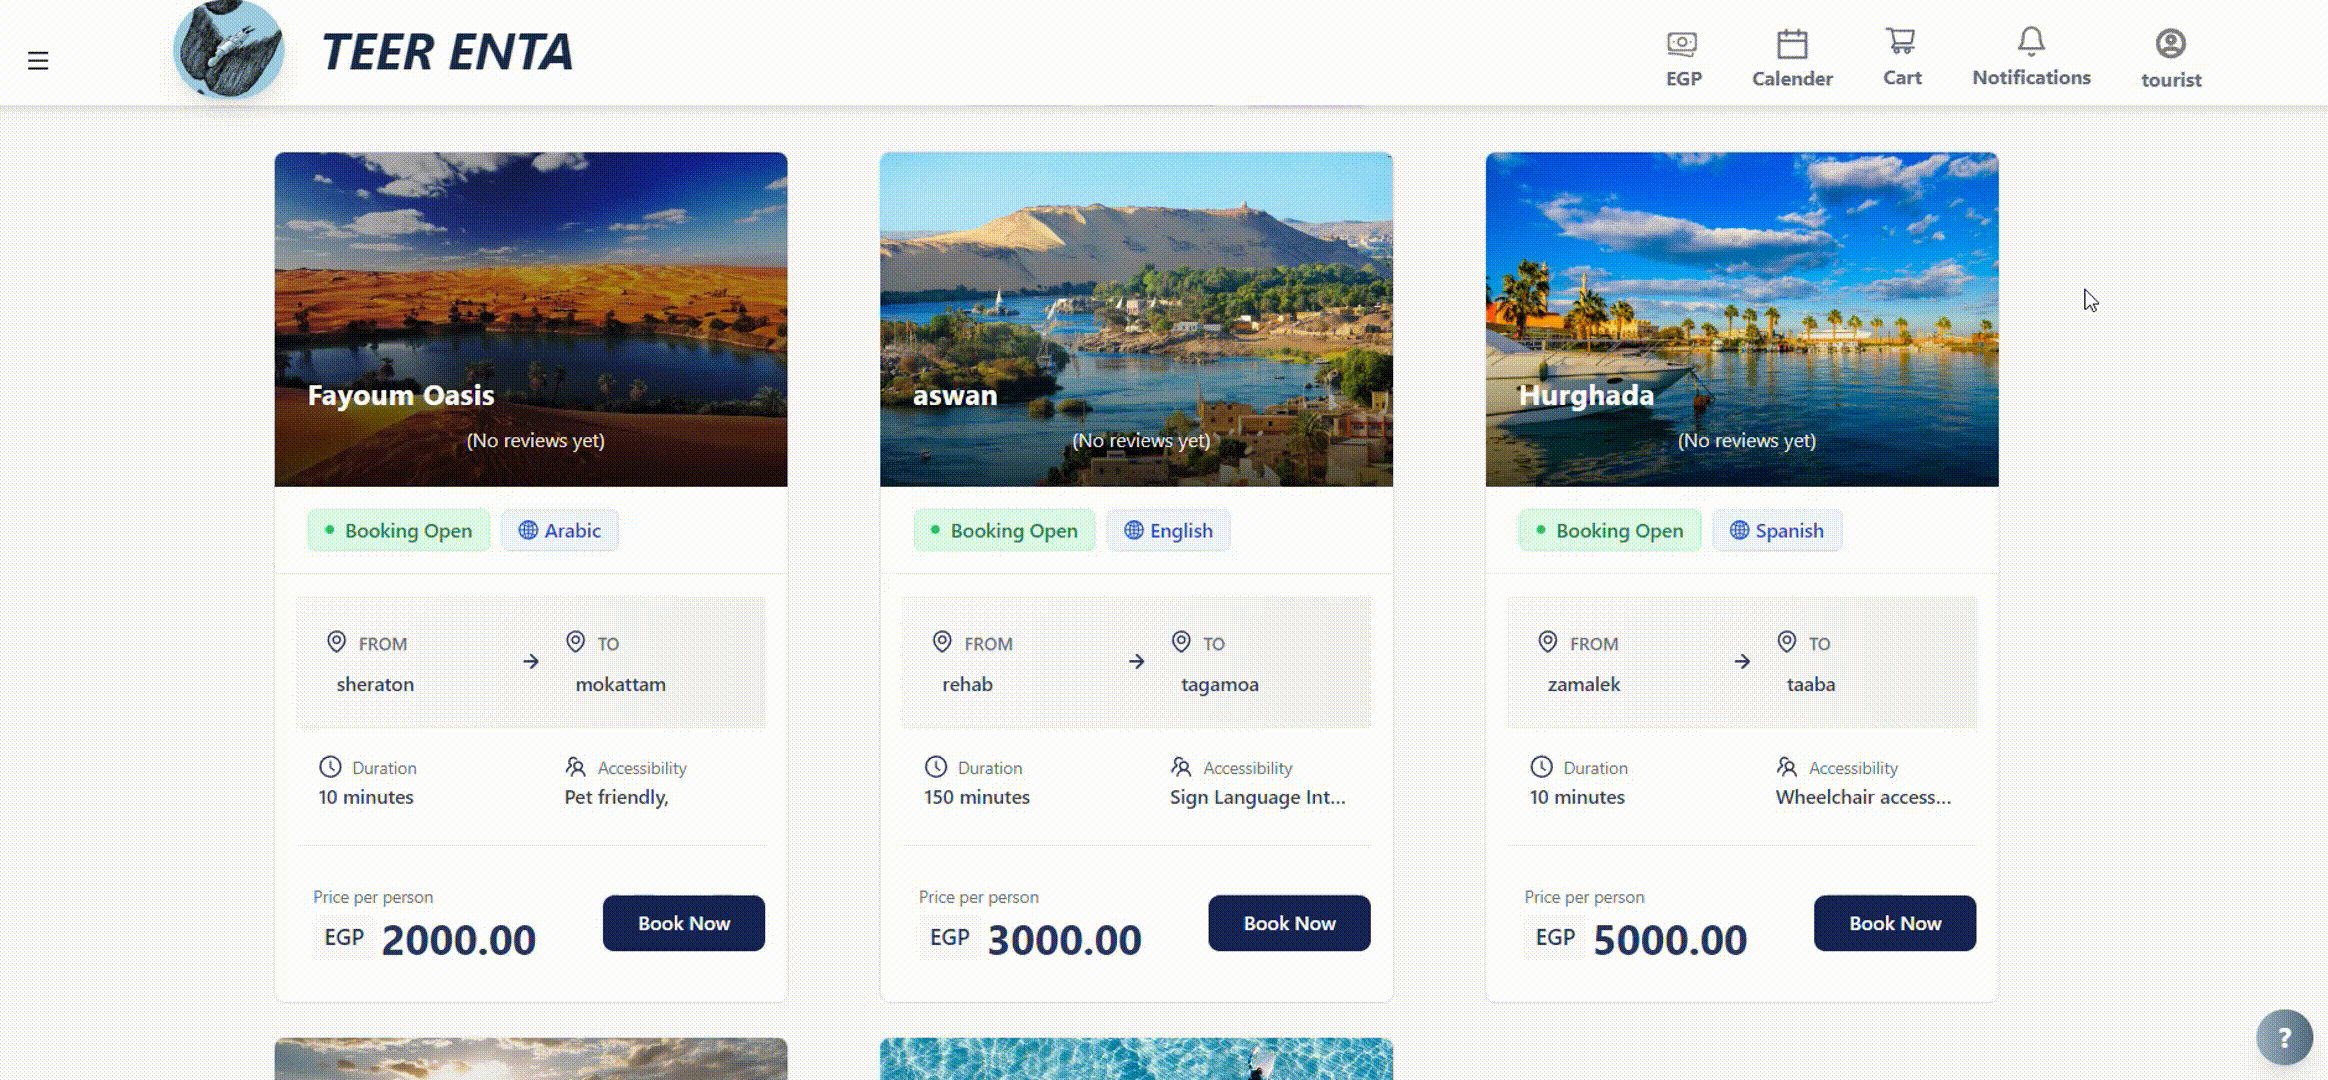 TEER ENTA
EGP
Calender
Cart
Notifications
tourist
Fayoum Oasis
(No reviews yet)
Booking Open
Arabic
FROM
TO
sheraton
mokattam
Duration
Accessibility
10 minutes
Pet friendly,
Price per person
EGP 2000.00
Book Now
aswan
(No reviews yet)
Booking Open
English
FROM
TO
rehab
tagamoa
Duration
Accessibility
150 minutes
Sign Language Int...
Price per person
EGP 3000.00
Book Now
Hurghada
(No reviews yet)
Booking Open
Spanish
FROM
TO
zamalek
taaba
Duration
Accessibility
10 minutes
Wheelchair access...
Price per person
EGP 5000.00
Book Now
?